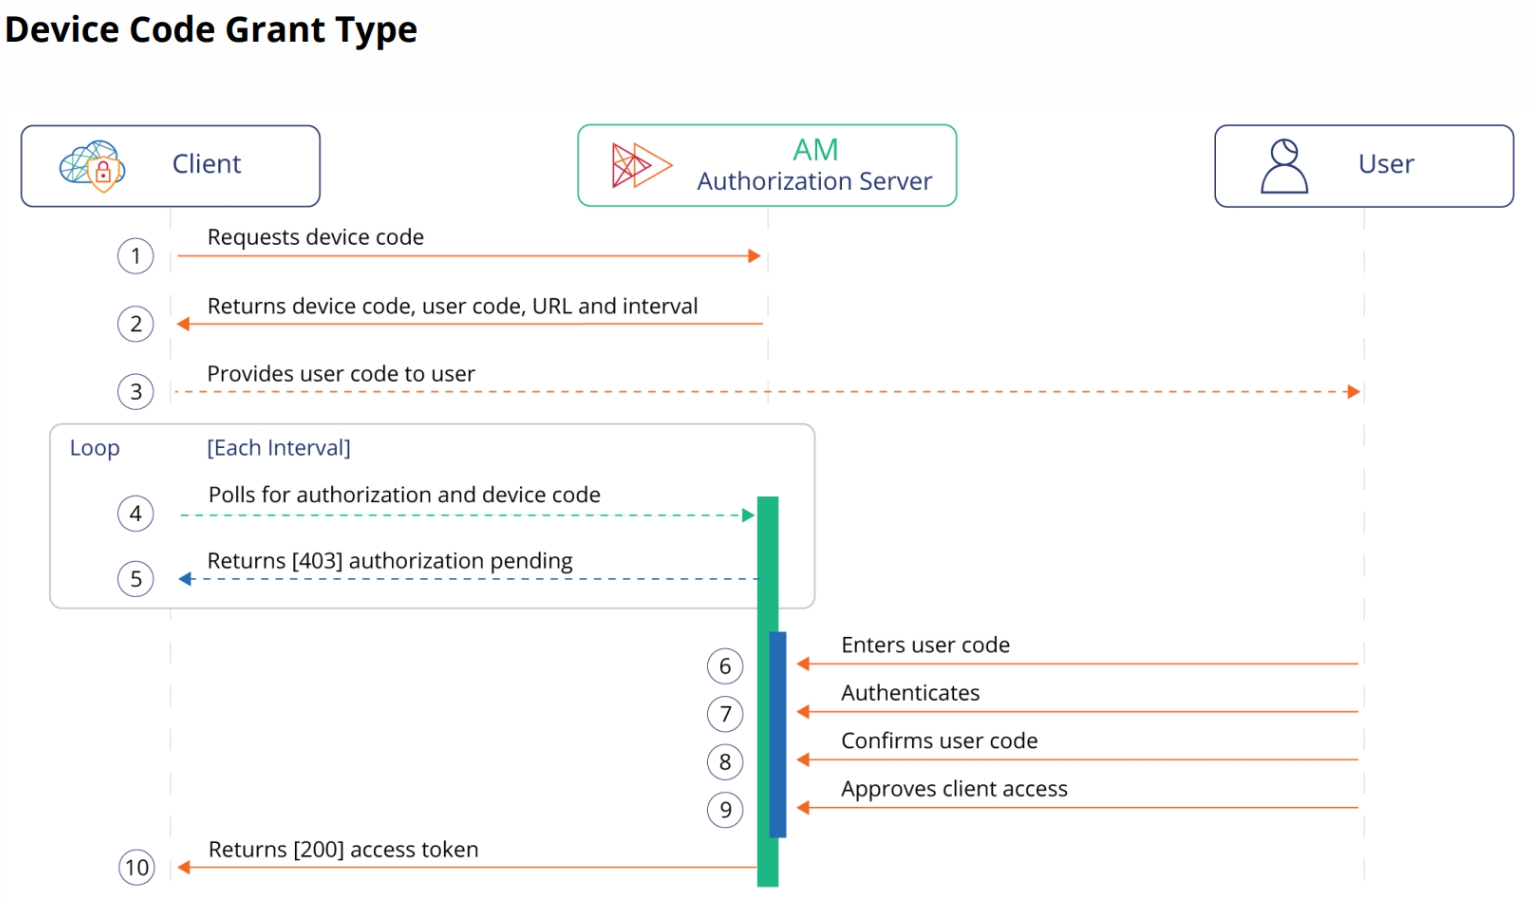 Device Code Grant Type
Client
AM
Authorization Server
User
1
Requests device code
2
Returns device code, user code, URL and interval
3
Provides user code to user
Loop
[Each Interval]
4
Polls for authorization and device code
5
Returns [403] authorization pending
6
Enters user code
7
Authenticates
8
Confirms user code
9
Approves client access
10
Returns [200] access token